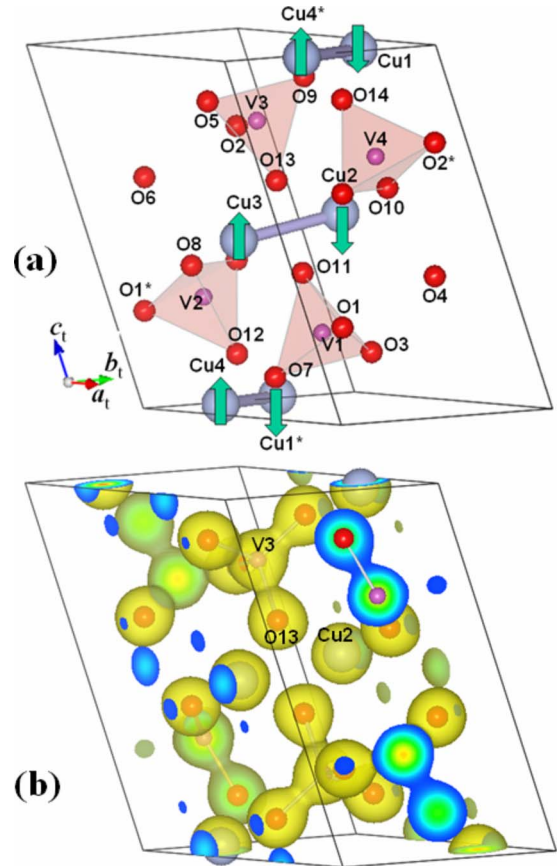 Cu4*
Cu1
O9
O14
O5
V3
O2
V4
O2*
O13
Cu2
O6
O10
Cu3
(a)
O8
O11
O4
O1*
V2
O1
O12
V1
O3
c_t
b_t
a_t
Cu4
O7
Cu1*
V3
O13
Cu2
(b)